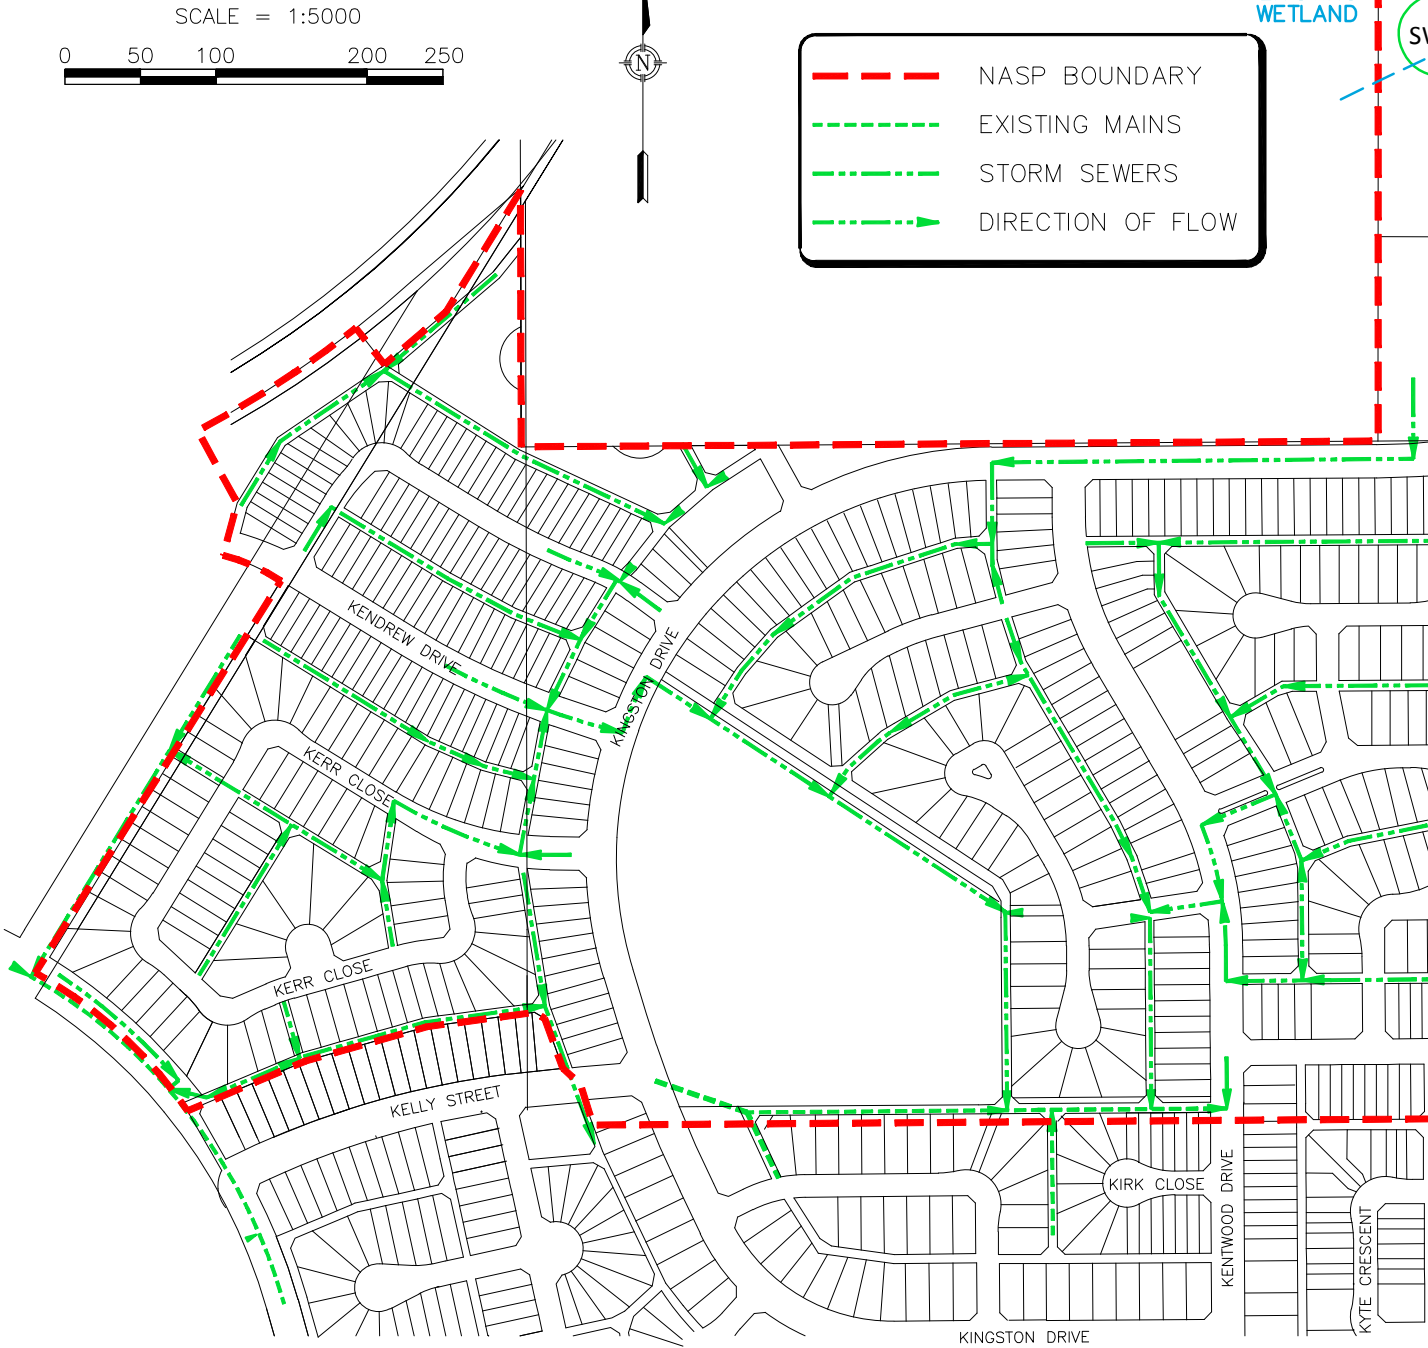 SCALE = 1:5000
0 50 100 200 250
N
WETLAND
SW
NASP BOUNDARY
EXISTING MAINS
STORM SEWERS
DIRECTION OF FLOW
KENDREW DRIVE
KINGSTON DRIVE
KERR CLOSE
KERR CLOSE
KELLY STREET
KIRK CLOSE
KENTWOOD DRIVE
KYTE CRESCENT
KINGSTON DRIVE